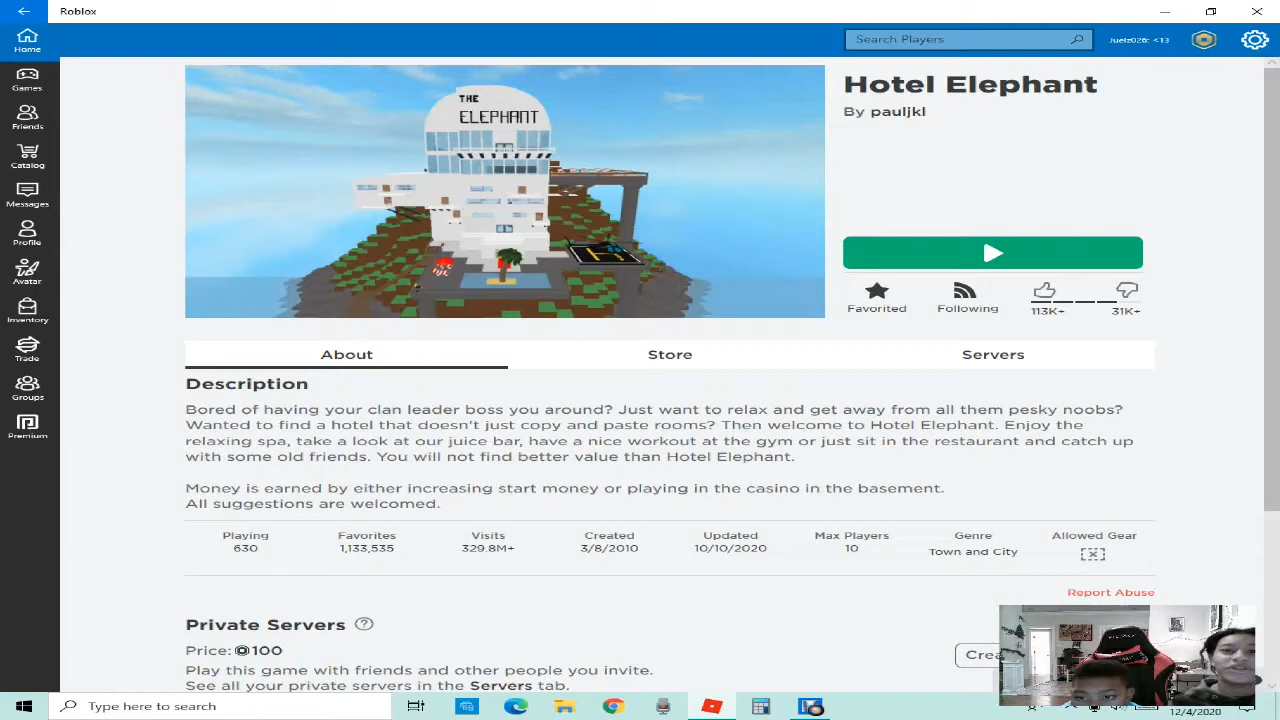 Roblox
Home
Search Players
Juelz026: <13
Games
Friends
Catalog
Messages
Profile
Avatar
Inventory
Trade
Groups
Premium
THE
ELEPHANT
H
Hotel Elephant
By pauljkl
Favorited
Following
113K+
31K+
About
Store
Servers
Description
Bored of having your clan leader boss you around? Just want to relax and get away from all them pesky noobs?
Wanted to find a hotel that doesn't just copy and paste rooms? Then welcome to Hotel Elephant. Enjoy the
relaxing spa, take a look at our juice bar, have a nice workout at the gym or just sit in the restaurant and catch up
with some old friends. You will not find better value than Hotel Elephant.
Money is earned by either increasing start money or playing in the casino in the basement.
All suggestions are welcomed.
Playing Favorites Visits Created Updated Max Players Genre Allowed Gear
630 1,133,535 329.8M+ 3/8/2010 10/10/2020 10 Town and City
Report Abuse
Private Servers
Price: 100
Crea
Play this game with friends and other people you invite.
See all your private servers in the Servers tab.
Type here to search
12/4/2020